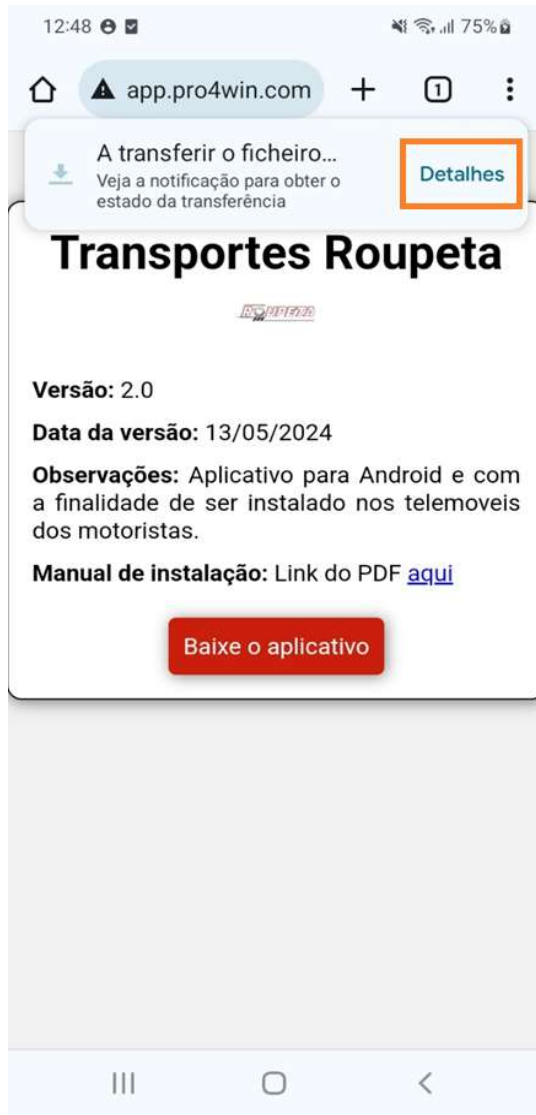 12:48
75%
app.pro4win.com
1
A transferir o ficheiro...
Veja a notificação para obter o
estado da transferência
Detalhes
Transportes Roupeta
ROUPETA
Versão: 2.0
Data da versão: 13/05/2024
Observações: Aplicativo para Android e com
a finalidade de ser instalado nos telemoveis
dos motoristas.
Manual de instalação: Link do PDF aqui
Baixe o aplicativo